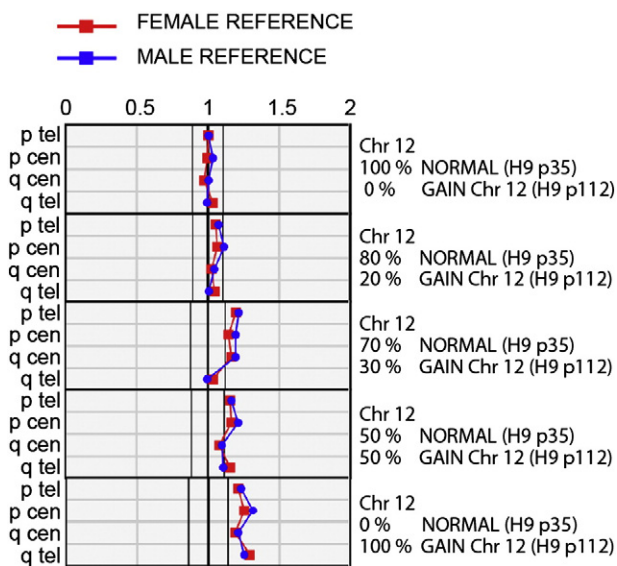 FEMALE REFERENCE
MALE REFERENCE
0 0.5 1 1.5 2
p tel
p cen
q cen
q tel
Chr 12
100 % NORMAL (H9 p35)
0 % GAIN Chr 12 (H9 p112)
p tel
p cen
q cen
q tel
Chr 12
80 % NORMAL (H9 p35)
20 % GAIN Chr 12 (H9 p112)
p tel
p cen
q cen
q tel
Chr 12
70 % NORMAL (H9 p35)
30 % GAIN Chr 12 (H9 p112)
p tel
p cen
q cen
q tel
Chr 12
50 % NORMAL (H9 p35)
50 % GAIN Chr 12 (H9 p112)
p tel
p cen
q cen
q tel
Chr 12
0 % NORMAL (H9 p35)
100 % GAIN Chr 12 (H9 p112)